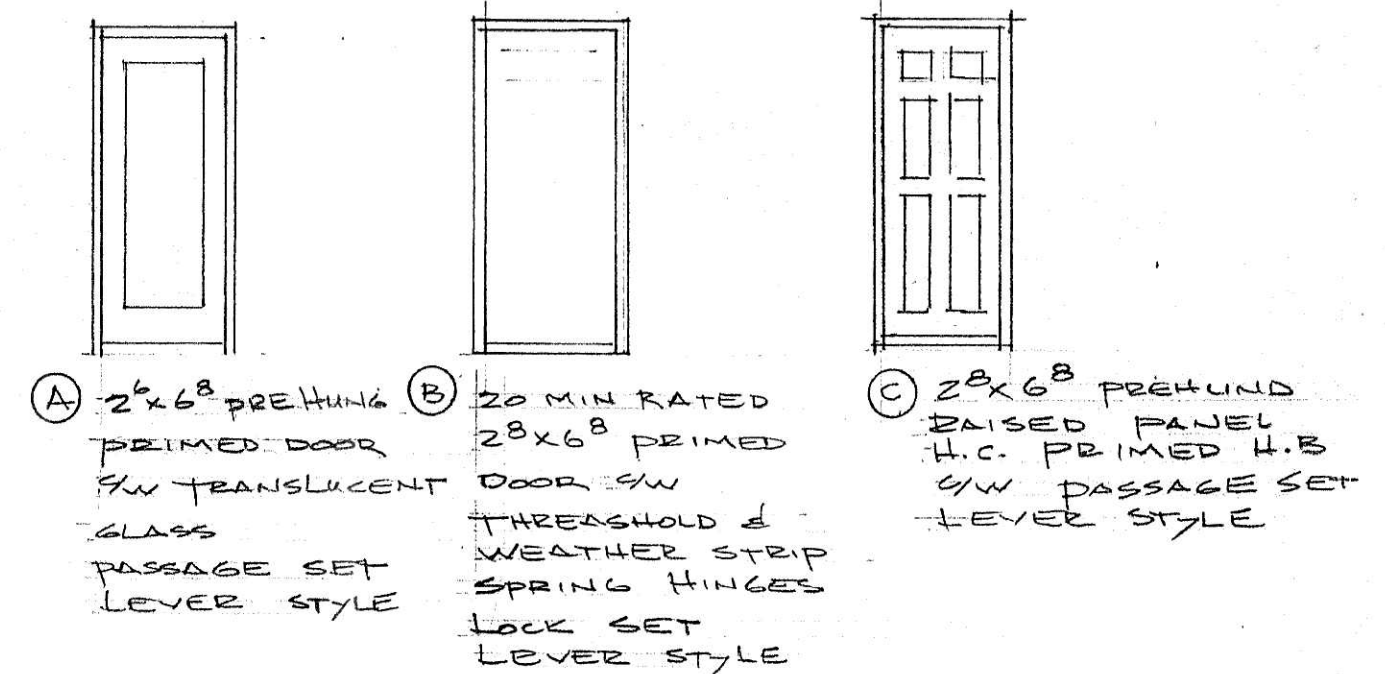 A 2⁶x6⁸ PREHUNG
PRIMED DOOR
C/W TRANSLUCENT
GLASS
PASSAGE SET
LEVER STYLE
B 20 MIN RATED
2⁸x6⁸ PRIMED
DOOR C/W
THREASHOLD &
WEATHER STRIP
SPRING HINGES
LOCK SET
LEVER STYLE
C 2⁸x6⁸ PREHUND
RAISED PANEL
H.C. PRIMED H.B
C/W PASSAGE SET
LEVER STYLE